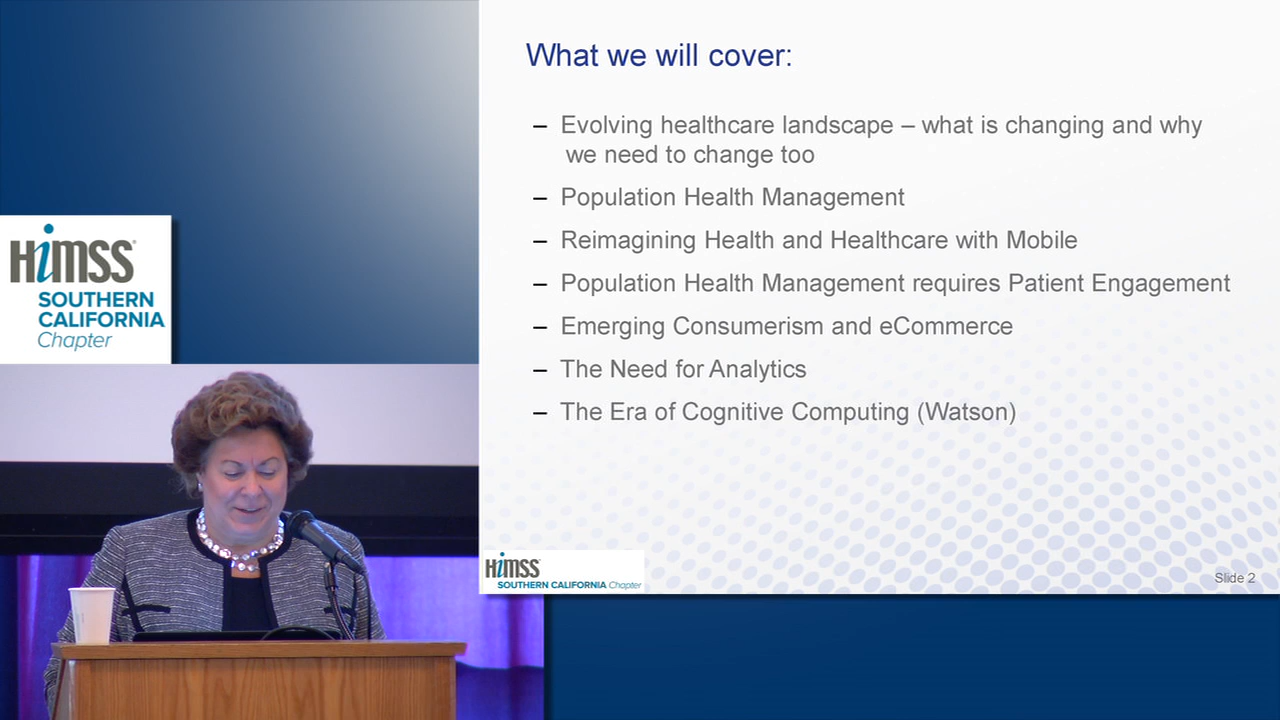 HiMSS
SOUTHERN
CALIFORNIA
Chapter
What we will cover:
– Evolving healthcare landscape – what is changing and why
we need to change too
– Population Health Management
– Reimagining Health and Healthcare with Mobile
– Population Health Management requires Patient Engagement
– Emerging Consumerism and eCommerce
– The Need for Analytics
– The Era of Cognitive Computing (Watson)
HiMSS
SOUTHERN CALIFORNIA Chapter
Slide 2